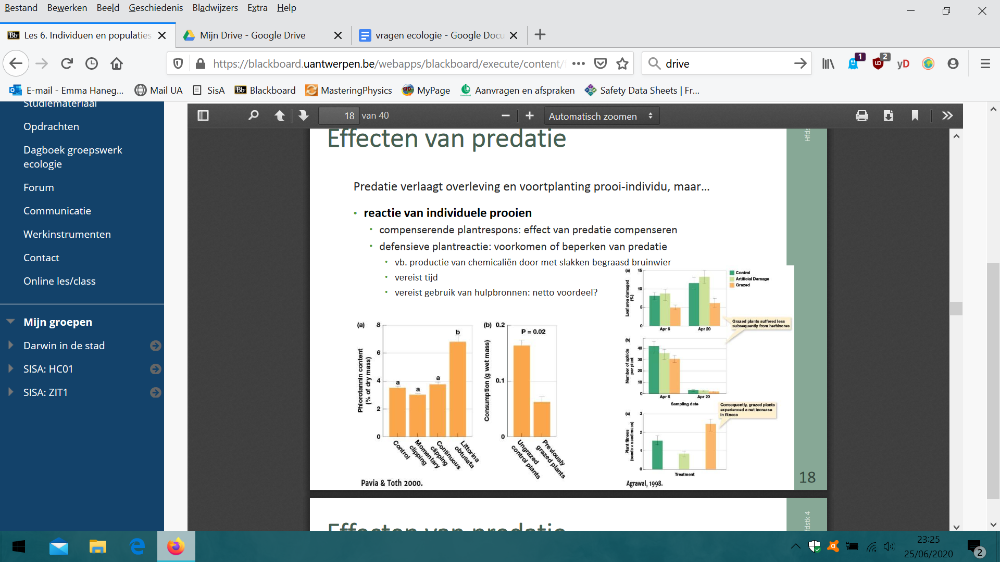 Bestand Bewerken Beeld Geschiedenis Bladwijzers Extra Help
Les 6. Individuen en populaties
Mijn Drive - Google Drive
vragen ecologie - Google Docu
https://blackboard.uantwerpen.be/webapps/blackboard/execute/content/
drive
1
2
yD
E-mail - Emma Haneg...
Mail UA
SisA
Blackboard
MasteringPhysics
MyPage
Aanvragen en afspraken
Safety Data Sheets | Fr...
Studiemateriaal
Opdrachten
Dagboek groepswerk
ecologie
Forum
Communicatie
Werkinstrumenten
Contact
Online les/class
Mijn groepen
Darwin in de stad
SISA: HC01
SISA: ZIT1
18 van 40
Automatisch zoomen
Effecten van predatie
Hfds
Predatie verlaagt overleving en voortplanting prooi-individu, maar...
• reactie van individuele prooien
• compenserende plantrespons: effect van predatie compenseren
• defensieve plantreactie: voorkomen of beperken van predatie
• vb. productie van chemicaliën door met slakken begraasd bruinwier
• vereist tijd
• vereist gebruik van hulpbronnen: netto voordeel?
(a)
Phlorotannin content
(% of dry mass)
8
6
4
2
0
a
a
a
b
Control
Momentary
clipping
Continuous
clipping
Littorina
obtusata
(b)
Consumption (g wet mass)
0.2
0.1
0
P = 0.02
Ungrazed
control plants
Previously
grazed plants
Pavia & Toth 2000.
(a)
Leaf area damaged
(%)
15
10
5
0
Apr 6
Apr 20
Control
Artificial Damage
Grazed
Grazed plants suffered less
subsequently from herbivores
(b)
Number of aphids
per plant
40
30
20
10
0
Apr 6
Apr 20
Sampling date
Consequently, grazed plants
experienced a net increase
in fitness
(c)
Plant fitness
(seeds × seed mass)
3
2
1
0
Treatment
Agrawal, 1998.
18
Effecten van predatie
fdstk 4
23:25
25/06/2020
2